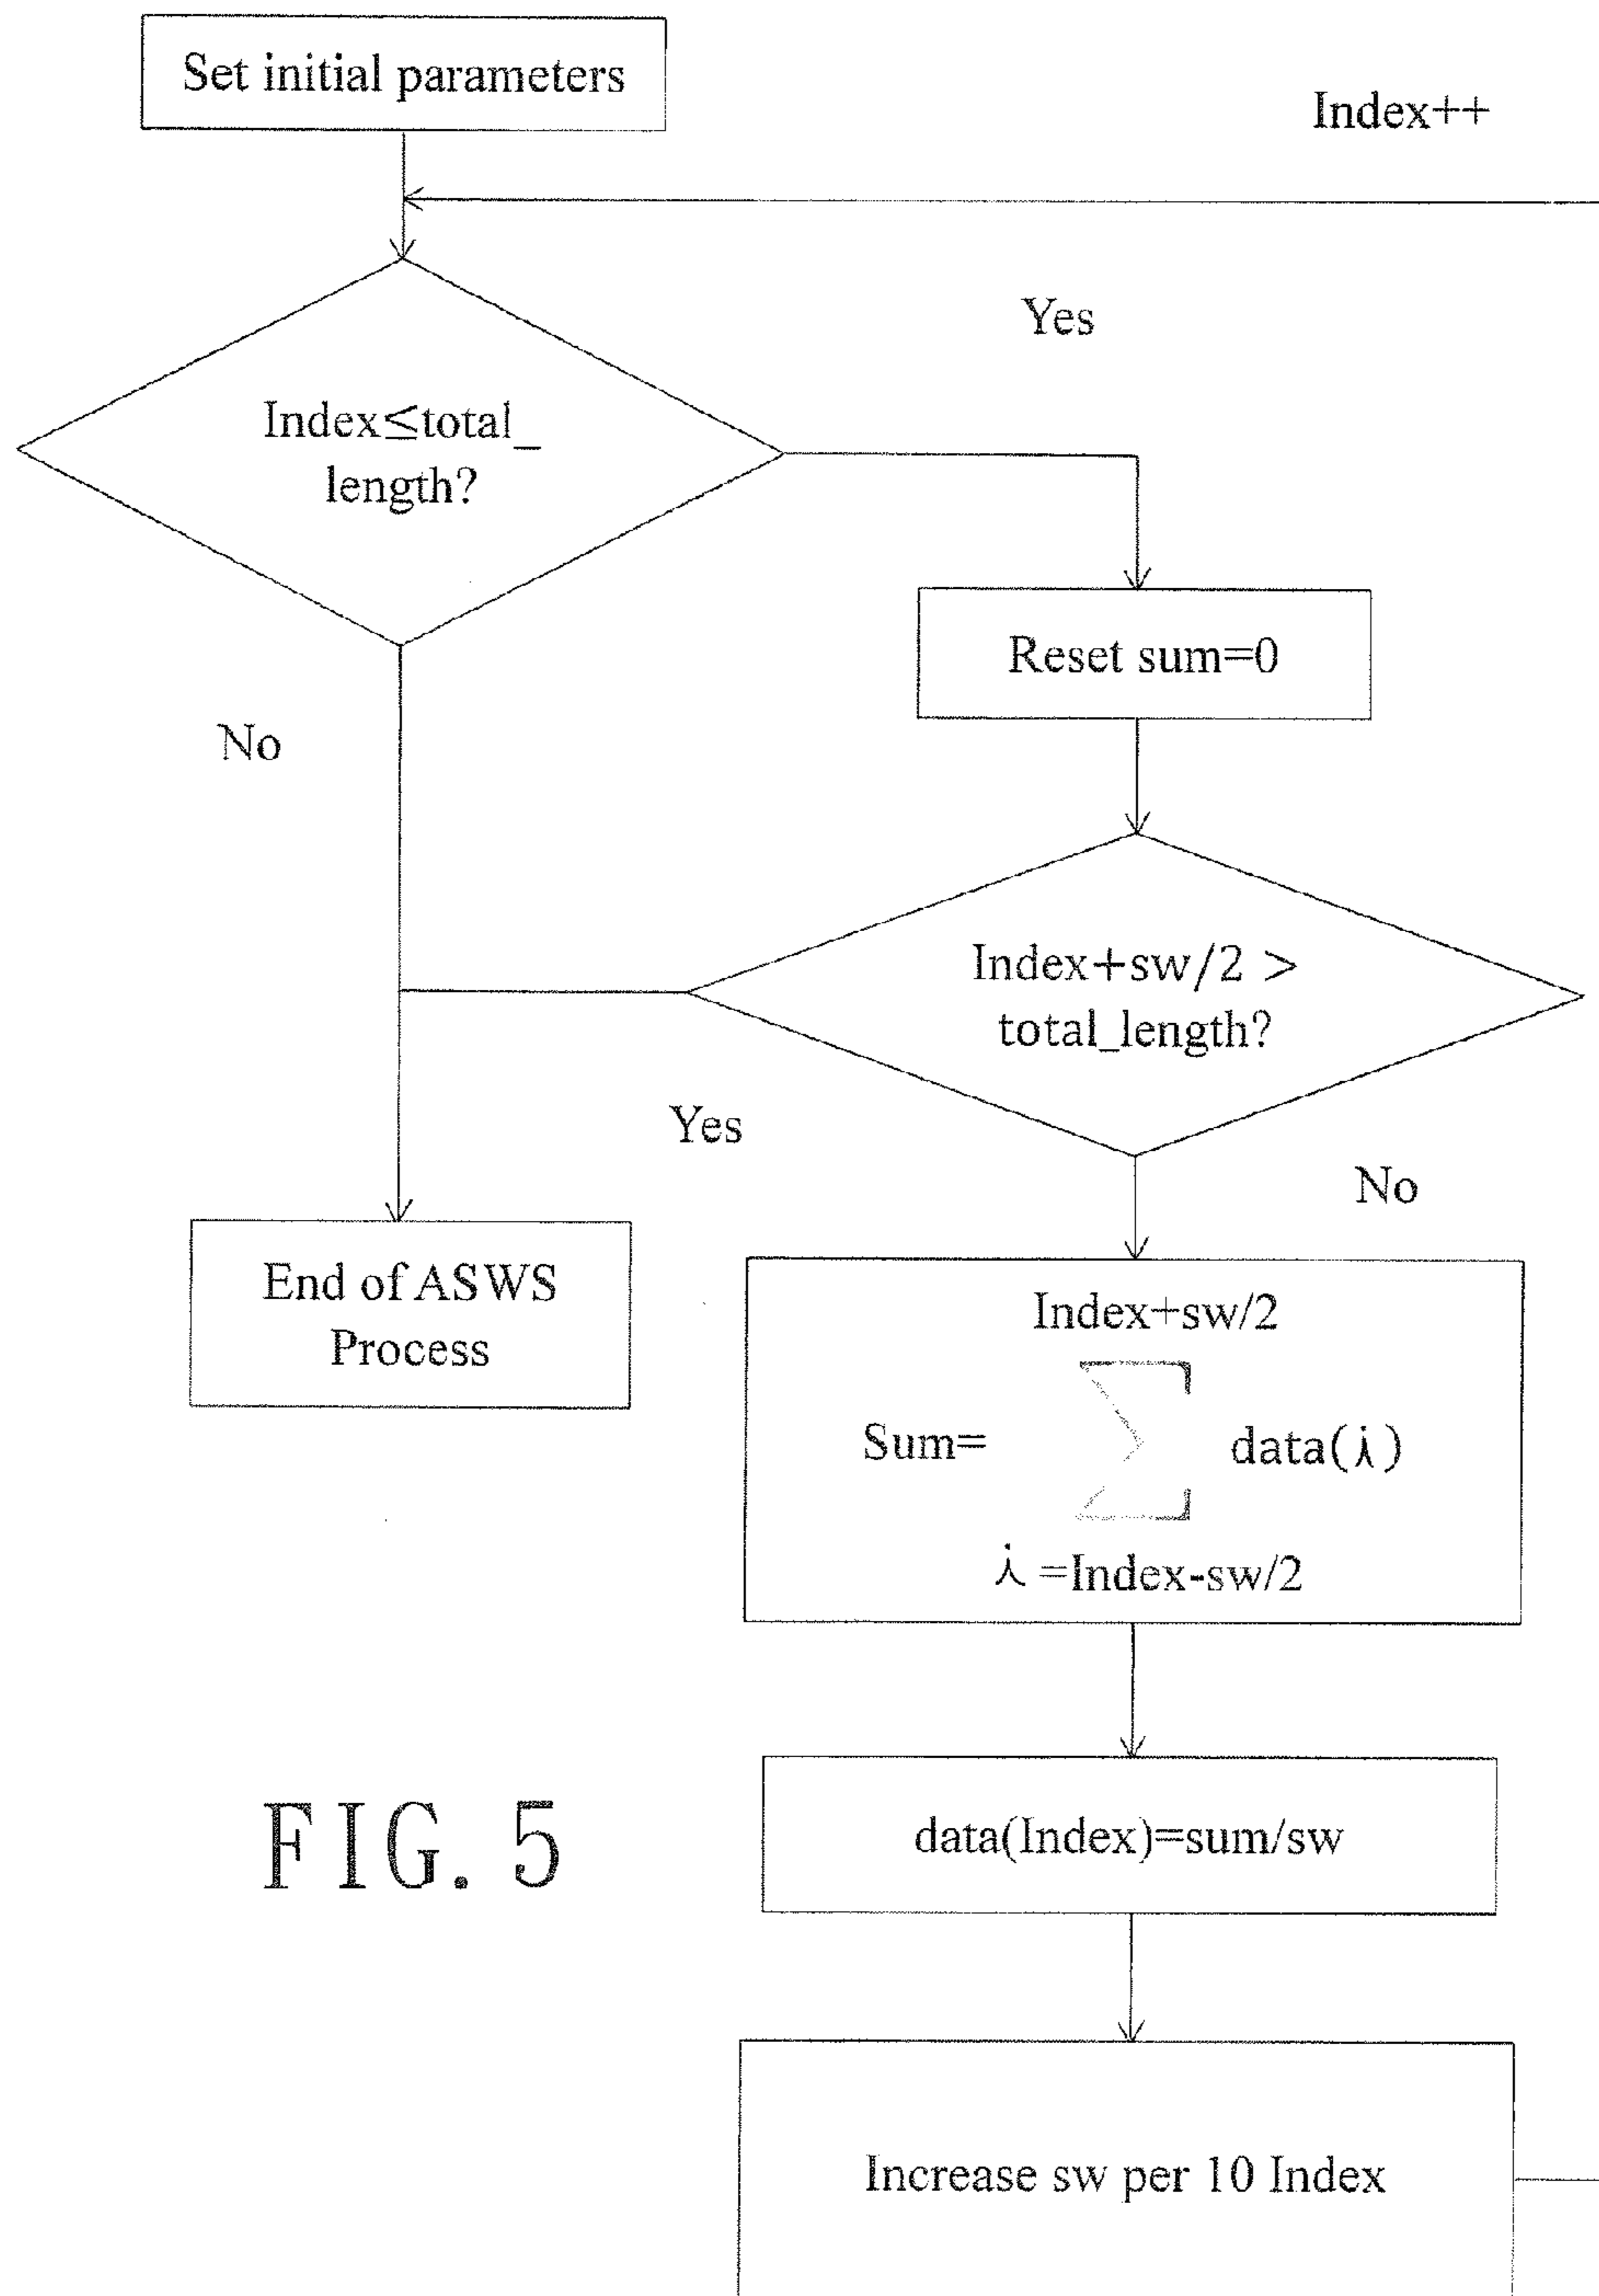 Set initial parameters
Index++
Yes
Index≤total_
length?
Reset sum=0
No
Index+sw/2 >
total_length?
Yes
No
End of ASWS
Process
Index+sw/2
Sum= ∑ data(i)
i=Index-sw/2
data(Index)=sum/sw
FIG. 5
Increase sw per 10 Index